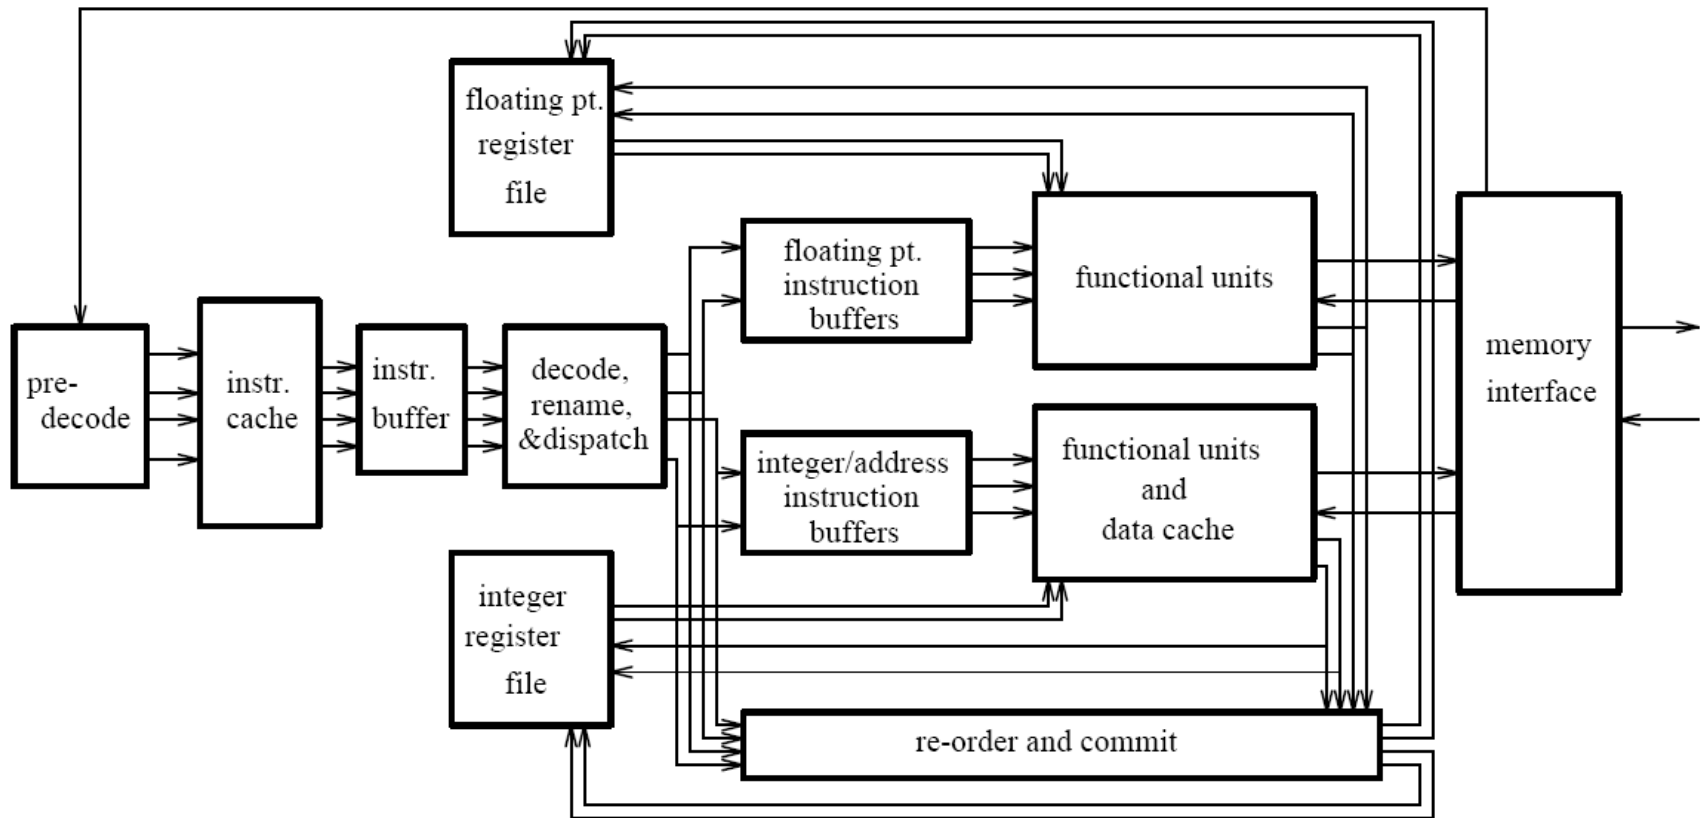 floating pt.
register
file
floating pt.
instruction
buffers
functional units
pre-
decode
instr.
cache
instr.
buffer
decode,
rename,
&dispatch
memory
interface
integer/address
instruction
buffers
functional units
and
data cache
integer
register
file
re-order and commit